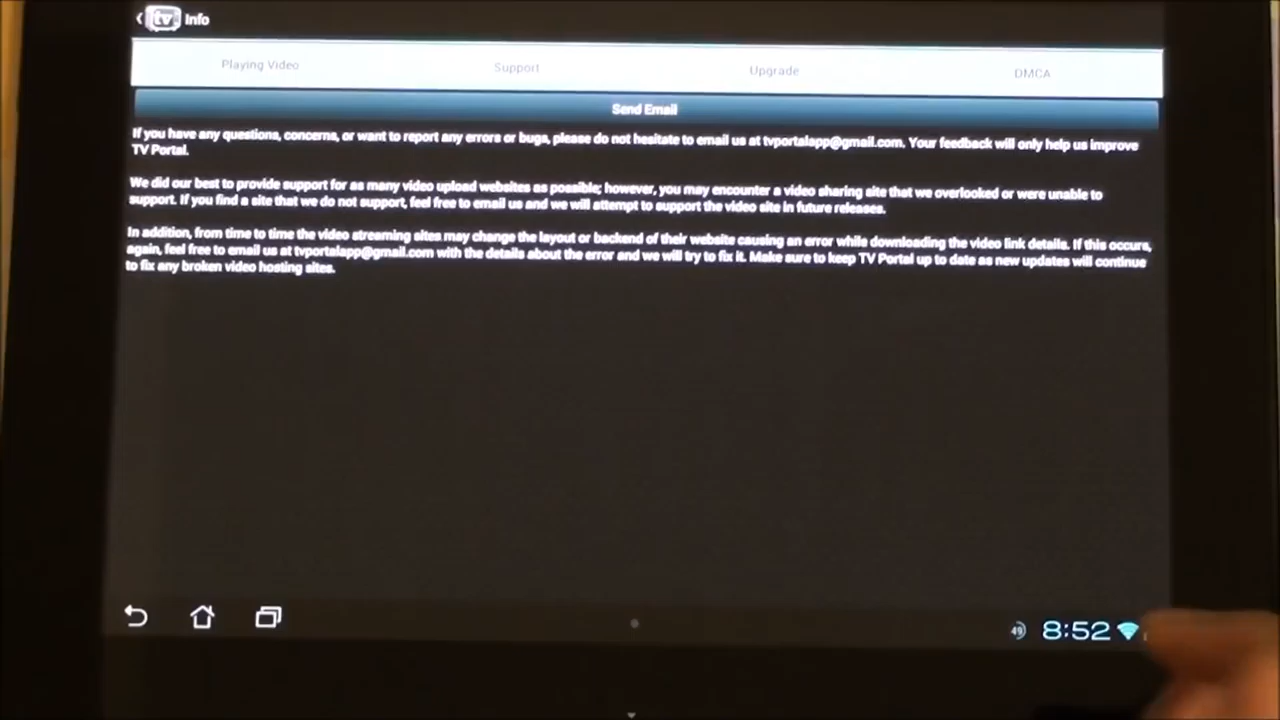 tv Info
Playing Video Support Upgrade DMCA
Send Email
If you have any questions, concerns, or want to report any errors or bugs, please do not hesitate to email us at tvportalapp@gmail.com. Your feedback will only help us improve
TV Portal.
We did our best to provide support for as many video upload websites as possible; however, you may encounter a video sharing site that we overlooked or were unable to
support. If you find a site that we do not support, feel free to email us and we will attempt to support the video site in future releases.
In addition, from time to time the video streaming sites may change the layout or backend of their website causing an error while downloading the video link details. If this occurs,
again, feel free to email us at tvportalapp@gmail.com with the details about the error and we will try to fix it. Make sure to keep TV Portal up to date as new updates will continue
to fix any broken video hosting sites.
49 8:52